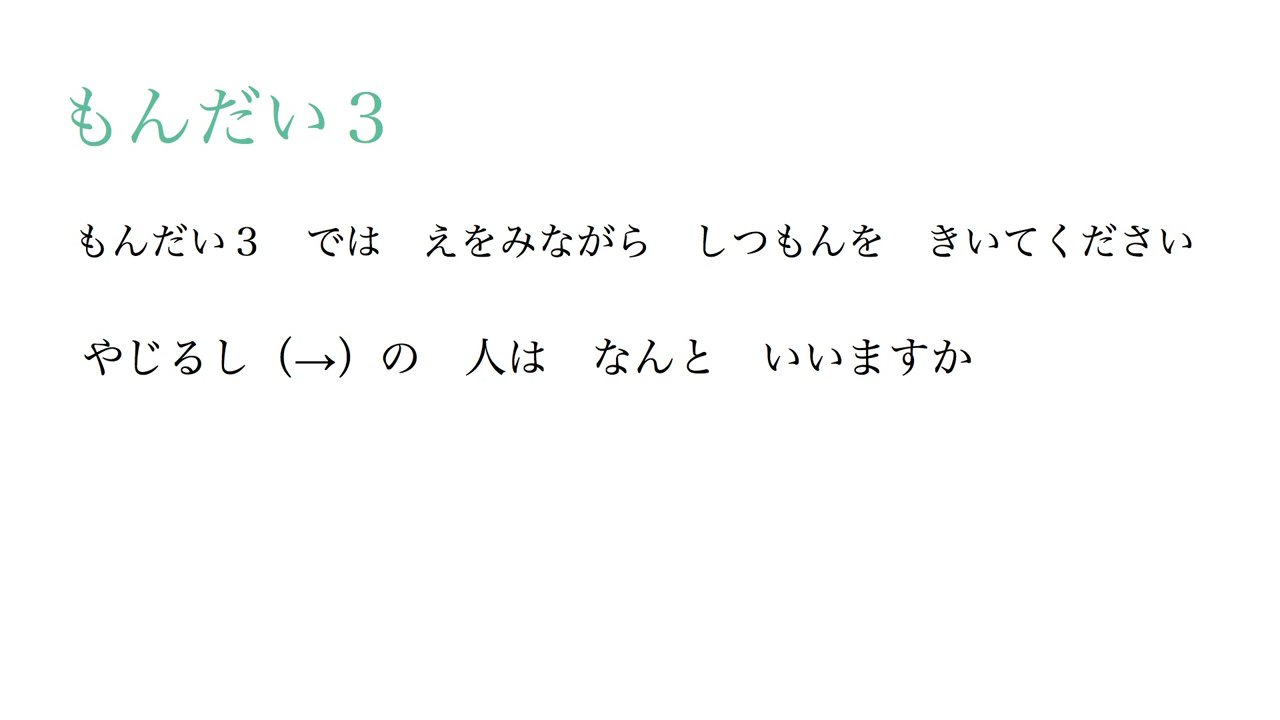 もんだい３
もんだい３　では　えをみながら　しつもんを　きいてください
やじるし（→）の　人は　なんと　いいますか